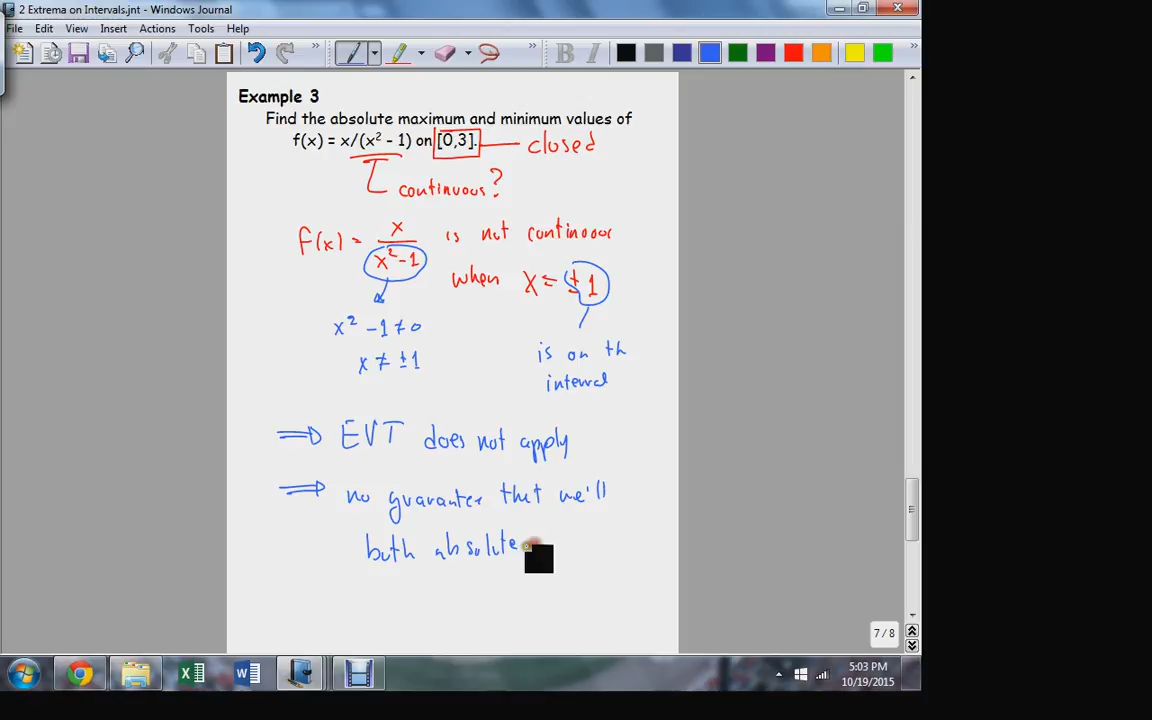 2 Extrema on Intervals.jnt - Windows Journal
File Edit View Insert Actions Tools Help
Example 3
Find the absolute maximum and minimum values of
f(x) = x/(x² - 1) on [0,3].
closed
continuous?
f(x) = x/(x²-1) is not continuous
when x = ±1
x² - 1 ≠ 0
x ≠ ±1
is on th
interval
⇒ EVT does not apply
⇒ no guarantee that we'll
both absolute
7 / 8
5:03 PM
10/19/2015